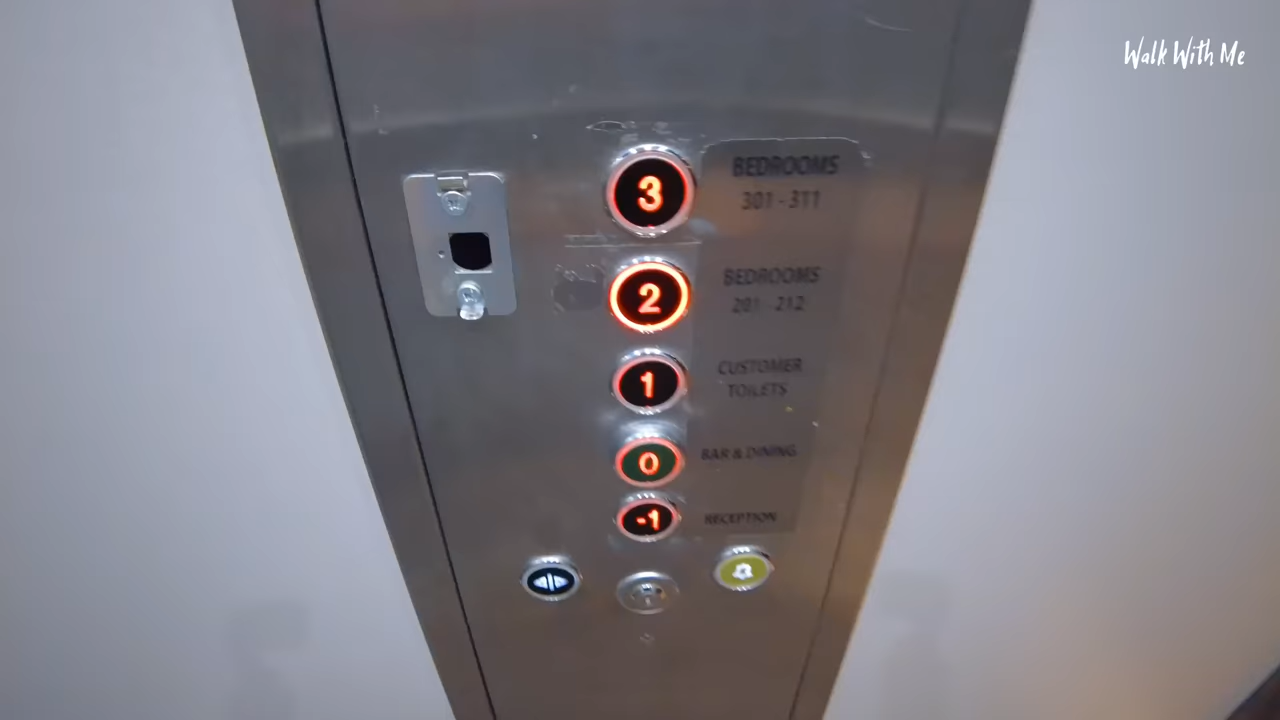 Walk With Me
3
BEDROOMS
301 - 311
2
BEDROOMS
201 - 212
1
CUSTOMER
TOILETS
0
BAR & DINING
-1
RECEPTION